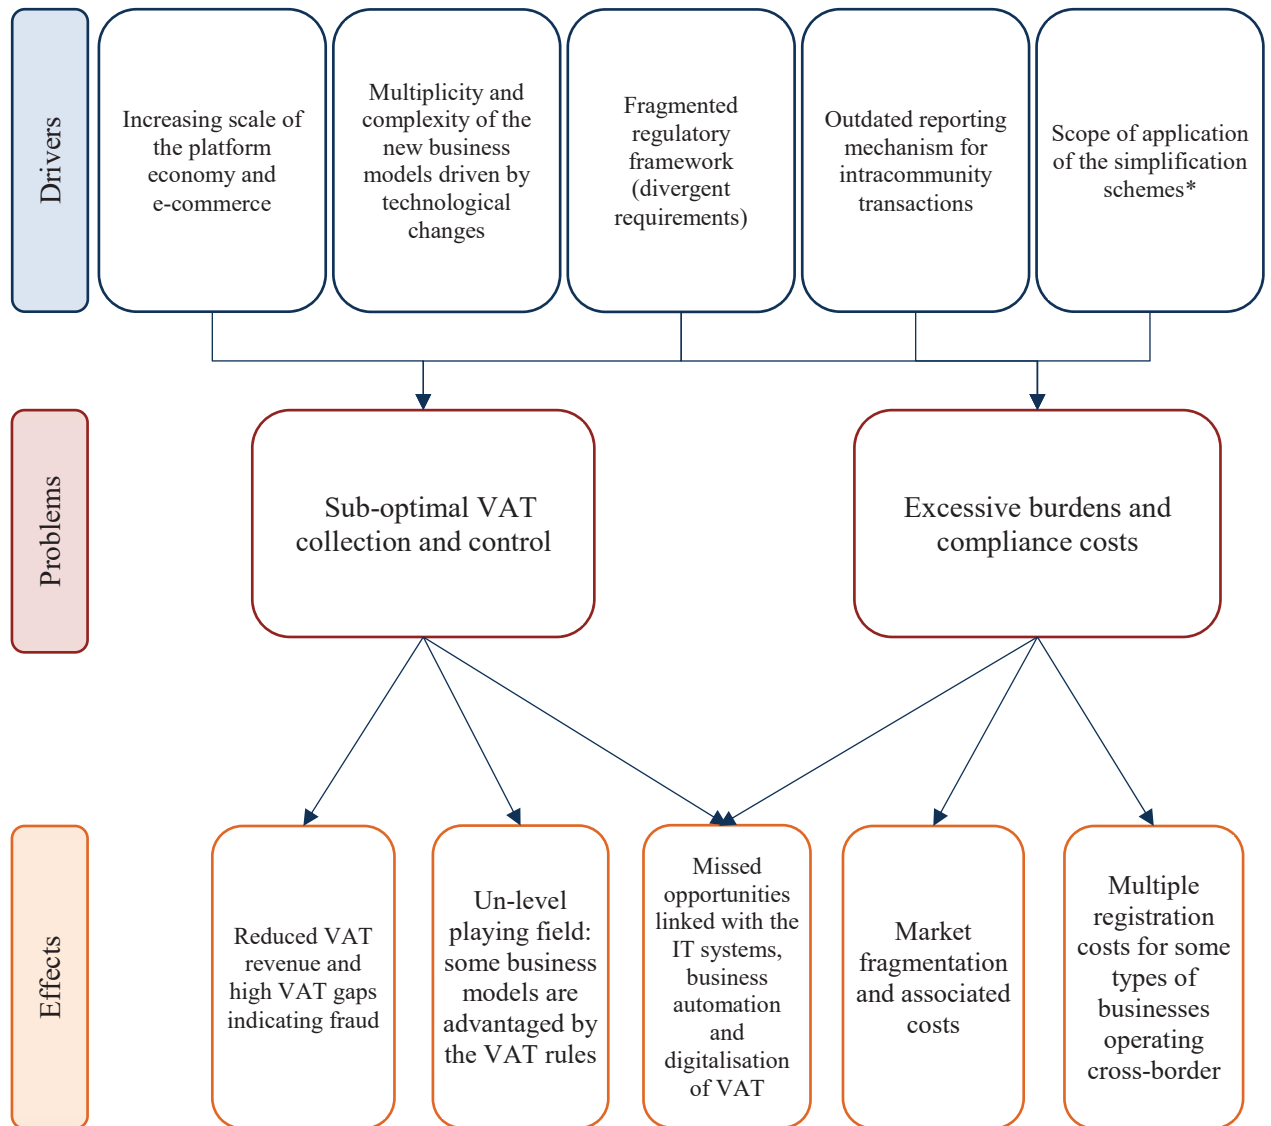 Drivers
Increasing scale of
the platform
economy and
e-commerce
Multiplicity and
complexity of the
new business
models driven by
technological
changes
Fragmented
regulatory
framework
(divergent
requirements)
Outdated reporting
mechanism for
intracommunity
transactions
Scope of application
of the simplification
schemes*
Problems
Sub-optimal VAT
collection and control
Excessive burdens and
compliance costs
Effects
Reduced VAT
revenue and
high VAT gaps
indicating fraud
Un-level
playing field:
some business
models are
advantaged by
the VAT rules
Missed
opportunities
linked with the
IT systems,
business
automation
and
digitalisation
of VAT
Market
fragmentation
and associated
costs
Multiple
registration
costs for some
types of
businesses
operating
cross-border